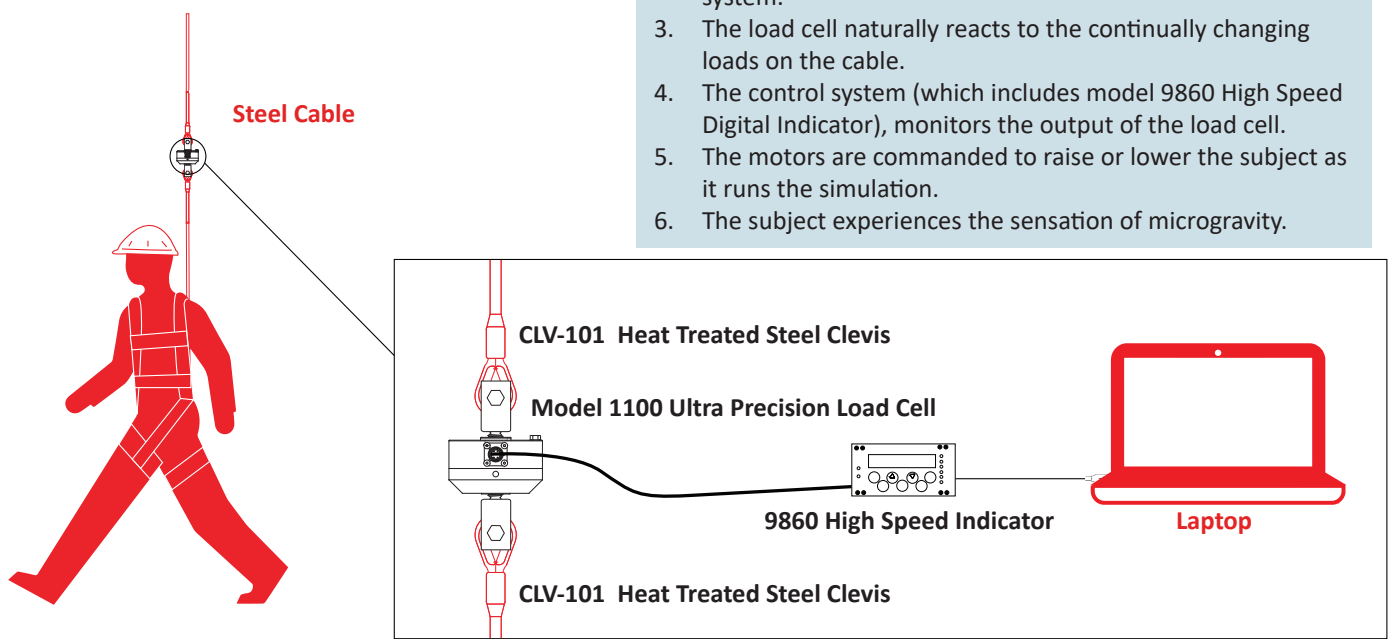 system.
3. The load cell naturally reacts to the continually changing
loads on the cable.
4. The control system (which includes model 9860 High Speed
Digital Indicator), monitors the output of the load cell.
5. The motors are commanded to raise or lower the subject as
it runs the simulation.
6. The subject experiences the sensation of microgravity.
Steel Cable
CLV-101 Heat Treated Steel Clevis
Model 1100 Ultra Precision Load Cell
9860 High Speed Indicator
Laptop
CLV-101 Heat Treated Steel Clevis